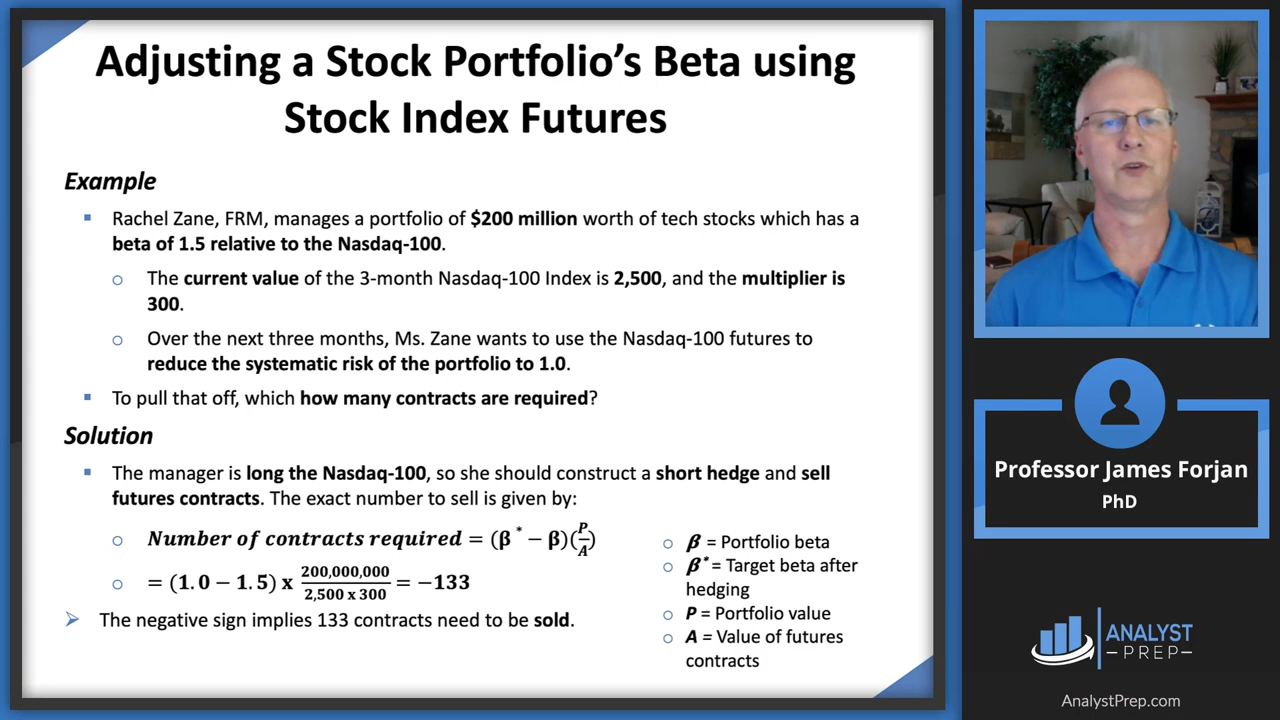 Adjusting a Stock Portfolio's Beta using
Stock Index Futures
Example
▪ Rachel Zane, FRM, manages a portfolio of $200 million worth of tech stocks which has a
beta of 1.5 relative to the Nasdaq-100.
o The current value of the 3-month Nasdaq-100 Index is 2,500, and the multiplier is
300.
o Over the next three months, Ms. Zane wants to use the Nasdaq-100 futures to
reduce the systematic risk of the portfolio to 1.0.
▪ To pull that off, which how many contracts are required?
Solution
▪ The manager is long the Nasdaq-100, so she should construct a short hedge and sell
futures contracts. The exact number to sell is given by:
o Number of contracts required = (β* − β)(P/A)
o = (1.0 − 1.5) x 200,000,000/2,500 x 300 = −133
➢ The negative sign implies 133 contracts need to be sold.
o β = Portfolio beta
o β* = Target beta after
hedging
o P = Portfolio value
o A = Value of futures
contracts
Professor James Forjan
PhD
ANALYST
PREP
AnalystPrep.com